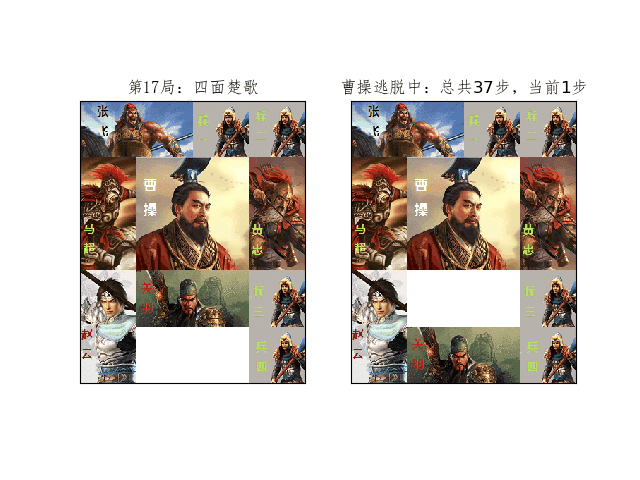 第17局：四面楚歌
曹操逃脱中：总共37步，当前1步
张飞
兵一
兵二
马超
曹操
黄忠
赵云
关羽
兵三
兵四
张飞
兵一
兵二
马超
曹操
黄忠
赵云
兵三
关羽
兵四